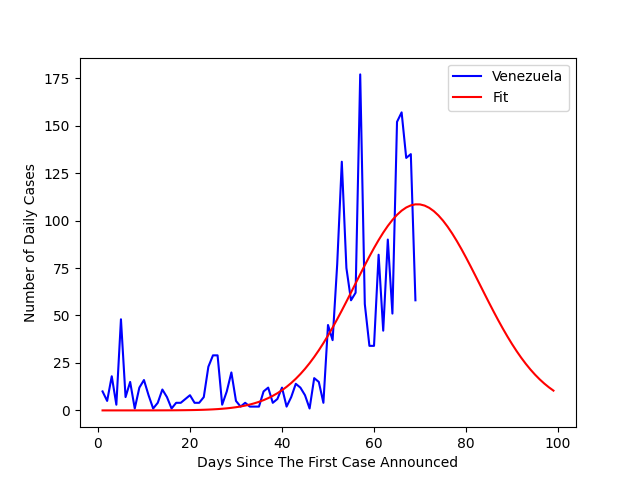 Venezuela
Fit
175
150
125
100
75
50
25
0
Number of Daily Cases
0 20 40 60 80 100
Days Since The First Case Announced